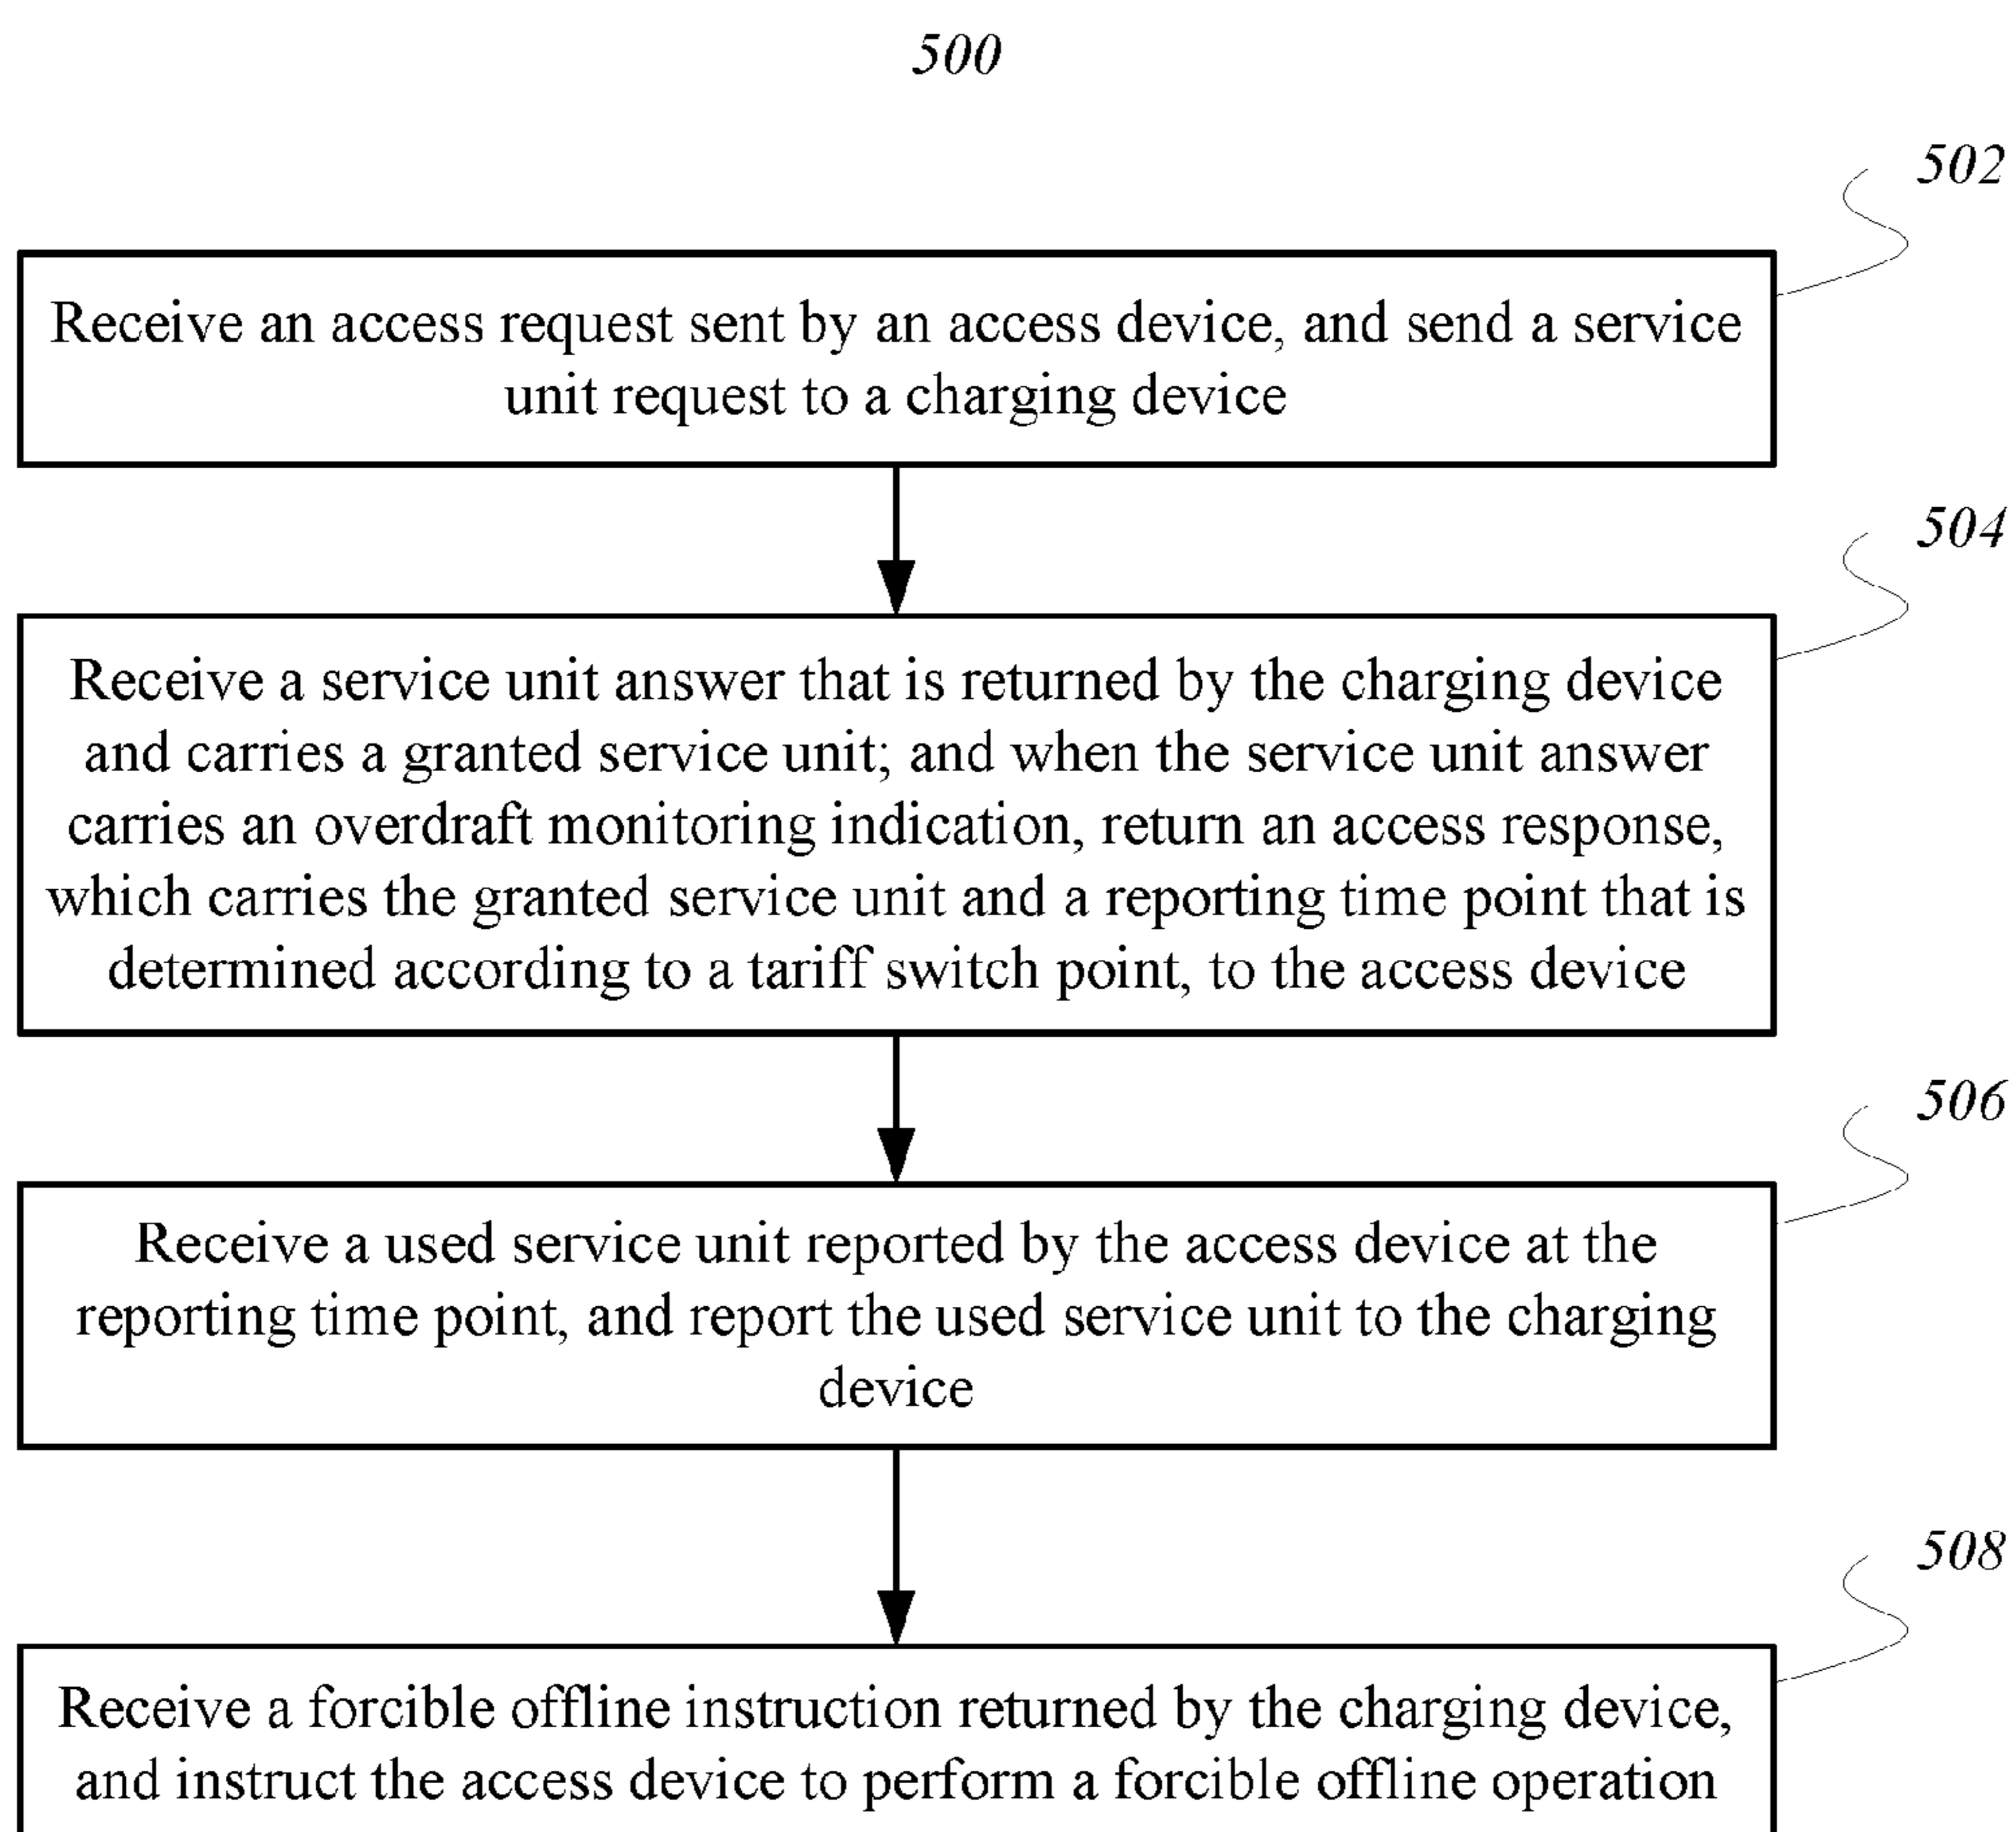 500
502
Receive an access request sent by an access device, and send a service
unit request to a charging device
504
Receive a service unit answer that is returned by the charging device
and carries a granted service unit; and when the service unit answer
carries an overdraft monitoring indication, return an access response,
which carries the granted service unit and a reporting time point that is
determined according to a tariff switch point, to the access device
506
Receive a used service unit reported by the access device at the
reporting time point, and report the used service unit to the charging
device
508
Receive a forcible offline instruction returned by the charging device,
and instruct the access device to perform a forcible offline operation